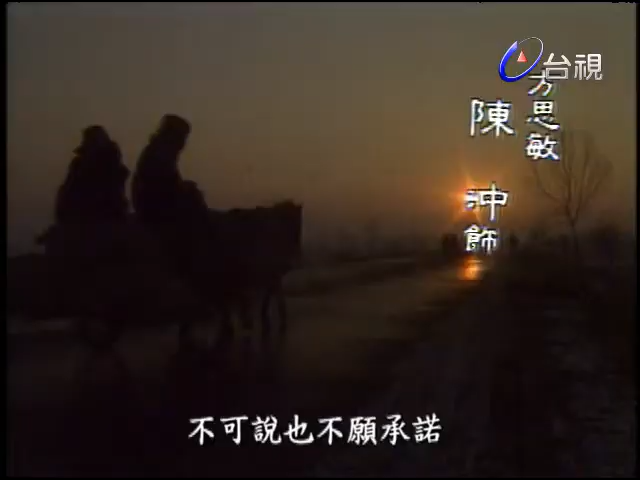 台視
方思敏
陳 沖 飾
不可說也不願承諾